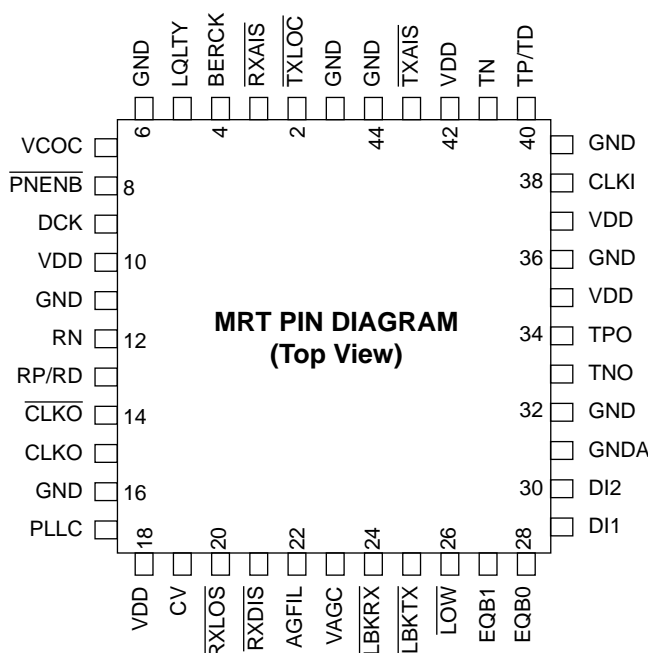 GND
LQLTY
BERCK
RXAIS
TXLOC
GND
GND
TXAIS
VDD
TN
TP/TD
6
4
2
44
42
40
VCOC
PNENB
8
DCK
VDD
10
GND
RN
12
RP/RD
CLKO
14
CLKO
GND
16
PLLC
MRT PIN DIAGRAM
(Top View)
GND
38
CLKI
VDD
36
GND
VDD
34
TPO
TNO
32
GND
GNDA
30
DI2
DI1
18
20
22
24
26
28
VDD
CV
RXLOS
RXDIS
AGFIL
VAGC
LBKRX
LBKTX
LOW
EQB1
EQB0